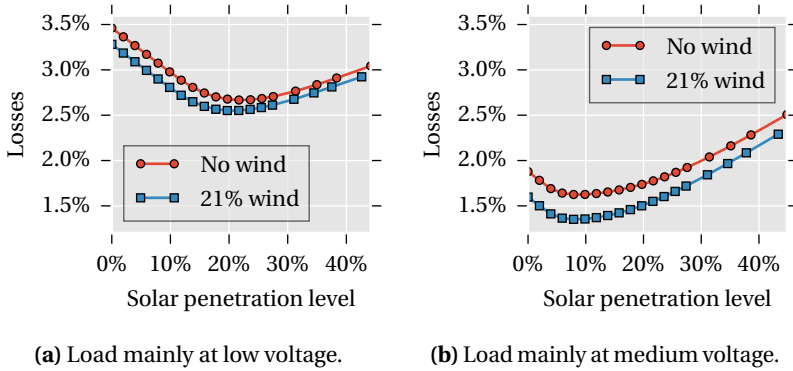 3.5%
3.0%
2.5%
2.0%
1.5%
Losses
No wind
21% wind
0% 10% 20% 30% 40%
Solar penetration level
(a) Load mainly at low voltage.
3.5%
3.0%
2.5%
2.0%
1.5%
Losses
No wind
21% wind
0% 10% 20% 30% 40%
Solar penetration level
(b) Load mainly at medium voltage.